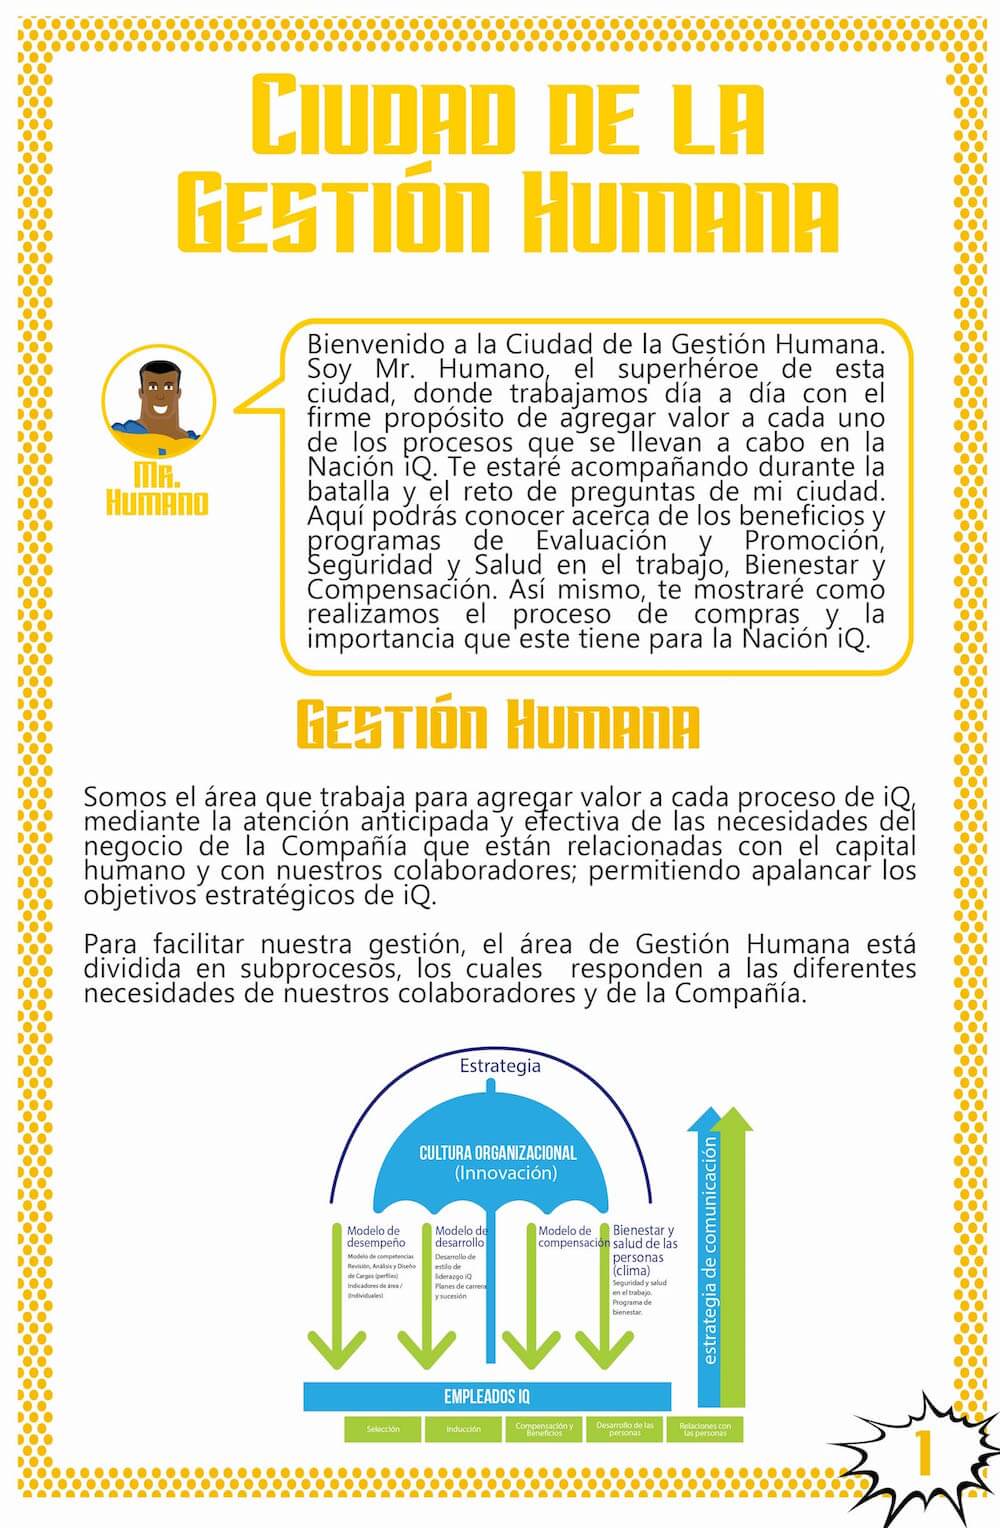 Ciudad de la
Gestión Humana
Bienvenido a la Ciudad de la Gestión Humana.
Soy Mr. Humano, el superhéroe de esta
ciudad, donde trabajamos día a día con el
firme propósito de agregar valor a cada uno
de los procesos que se llevan a cabo en la
Nación iQ. Te estaré acompañando durante la
batalla y el reto de preguntas de mi ciudad.
Aquí podrás conocer acerca de los beneficios y
programas de Evaluación y Promoción,
Seguridad y Salud en el trabajo, Bienestar y
Compensación. Así mismo, te mostraré como
realizamos el proceso de compras y la
importancia que este tiene para la Nación iQ.
Mr.
Humano
Gestión Humana
Somos el área que trabaja para agregar valor a cada proceso de iQ,
mediante la atención anticipada y efectiva de las necesidades del
negocio de la Compañía que están relacionadas con el capital
humano y con nuestros colaboradores; permitiendo apalancar los
objetivos estratégicos de iQ.
Para facilitar nuestra gestión, el área de Gestión Humana está
dividida en subprocesos, los cuales responden a las diferentes
necesidades de nuestros colaboradores y de la Compañía.
Estrategia
CULTURA ORGANIZACIONAL
(Innovación)
Modelo de
desempeño
Modelo de competencias
Revisión, Análisis y Diseño
de Cargos (perfiles)
Indicadores de área /
(Individuales)
Modelo de
desarrollo
Desarrollo de
estilo de
liderazgo iQ
Planes de carrera
y sucesión
Modelo de
compensación
Bienestar y
salud de las
personas
(clima)
Seguridad y salud
en el trabajo.
Programa de
bienestar.
estrategia de comunicación
EMPLEADOS IQ
Selección
Inducción
Compensación y
Beneficios
Desarrollo de las
personas
Relaciones con
las personas
1